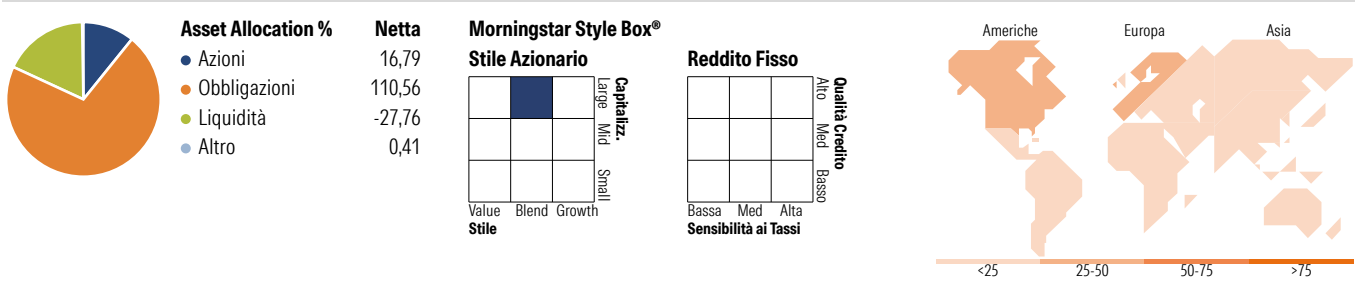 Asset Allocation % Netta
Azioni 16,79
Obbligazioni 110,56
Liquidità -27,76
Altro 0,41
Morningstar Style Box®
Stile Azionario
Large
Mid
Small
Capitalizz.
Value Blend Growth
Stile
Reddito Fisso
Alto
Med
Basso
Qualità Credito
Bassa Med Alta
Sensibilità ai Tassi
Americhe Europa Asia
<25 25-50 50-75 >75